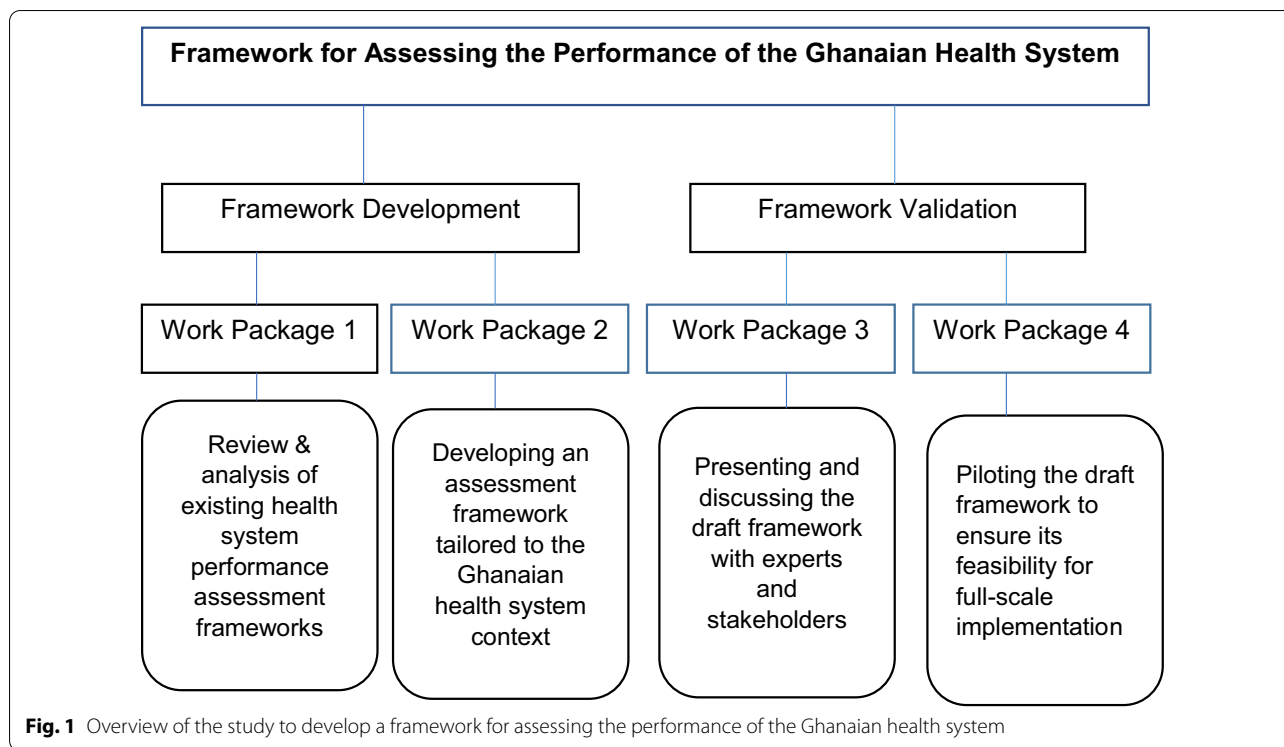 Framework for Assessing the Performance of the Ghanaian Health System
Framework Development
Framework Validation
Work Package 1
Work Package 2
Work Package 3
Work Package 4
Review &
analysis of
existing health
system
performance
assessment
frameworks
Developing an
assessment
framework
tailored to the
Ghanaian
health system
context
Presenting and
discussing the
draft framework
with experts
and
stakeholders
Piloting the draft
framework to
ensure its
feasibility for
full-scale
implementation
Fig. 1 Overview of the study to develop a framework for assessing the performance of the Ghanaian health system